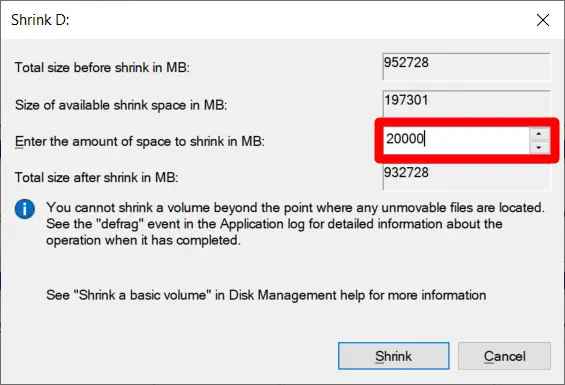 Shrink D:
Total size before shrink in MB: 952728
Size of available shrink space in MB: 197301
Enter the amount of space to shrink in MB: 20000
Total size after shrink in MB: 932728
You cannot shrink a volume beyond the point where any unmovable files are located.
See the "defrag" event in the Application log for detailed information about the
operation when it has completed.
See "Shrink a basic volume" in Disk Management help for more information
Shrink Cancel